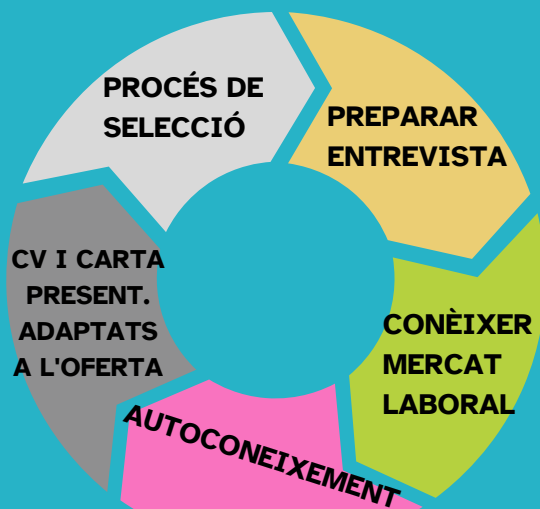 PROCÉS DE
SELECCIÓ
PREPARAR
ENTREVISTA
CONÈIXER
MERCAT
LABORAL
AUTOCONEIXEMENT
CV I CARTA
PRESENT.
ADAPTATS
A L'OFERTA